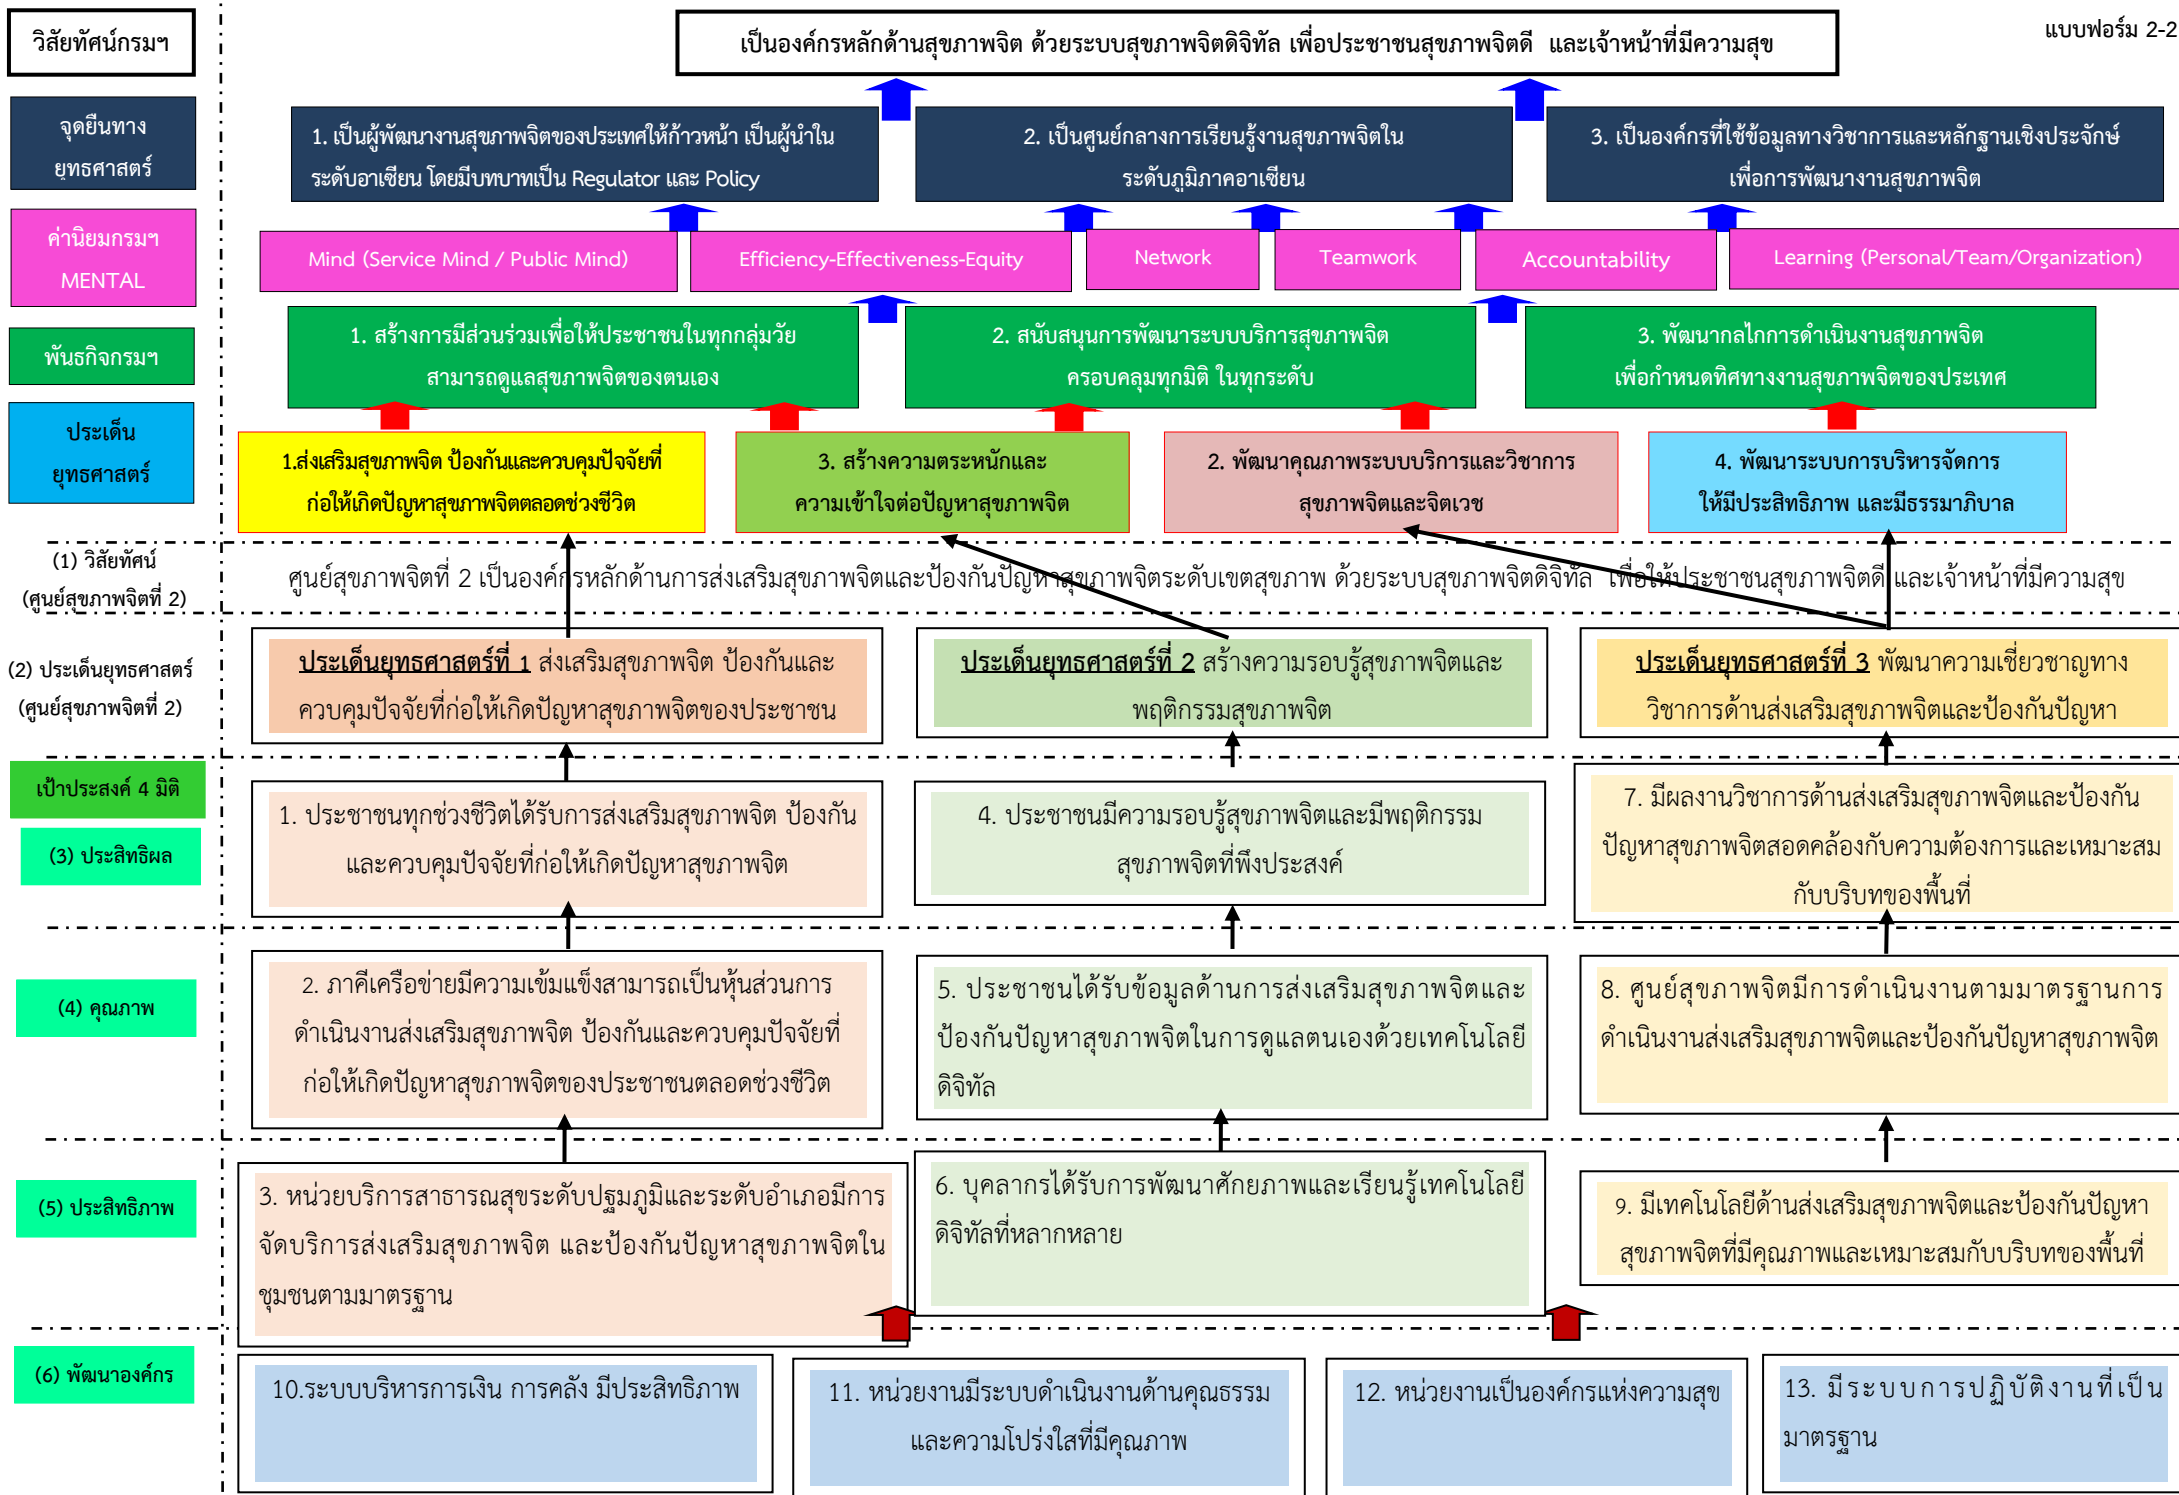 วิสัยทัศน์กรมฯ
เป็นองค์กรหลักด้านสุขภาพจิต ด้วยระบบสุขภาพจิตดิจิทัล เพื่อประชาชนสุขภาพจิตดี และเจ้าหน้าที่มีความสุข
แบบฟอร์ม 2-2
จุดยืนทาง
ยุทธศาสตร์
1. เป็นผู้พัฒนางานสุขภาพจิตของประเทศให้ก้าวหน้า เป็นผู้นำใน
ระดับอาเซียน โดยมีบทบาทเป็น Regulator และ Policy
2. เป็นศูนย์กลางการเรียนรู้งานสุขภาพจิตใน
ระดับภูมิภาคอาเซียน
3. เป็นองค์กรที่ใช้ข้อมูลทางวิชาการและหลักฐานเชิงประจักษ์
เพื่อการพัฒนางานสุขภาพจิต
ค่านิยมกรมฯ
MENTAL
Mind (Service Mind / Public Mind)
Efficiency-Effectiveness-Equity
Network
Teamwork
Accountability
Learning (Personal/Team/Organization)
พันธกิจกรมฯ
1. สร้างการมีส่วนร่วมเพื่อให้ประชาชนในทุกกลุ่มวัย
สามารถดูแลสุขภาพจิตของตนเอง
2. สนับสนุนการพัฒนาระบบบริการสุขภาพจิต
ครอบคลุมทุกมิติ ในทุกระดับ
3. พัฒนากลไกการดำเนินงานสุขภาพจิต
เพื่อกำหนดทิศทางงานสุขภาพจิตของประเทศ
ประเด็น
ยุทธศาสตร์
1.ส่งเสริมสุขภาพจิต ป้องกันและควบคุมปัจจัยที่
ก่อให้เกิดปัญหาสุขภาพจิตตลอดช่วงชีวิต
3. สร้างความตระหนักและ
ความเข้าใจต่อปัญหาสุขภาพจิต
2. พัฒนาคุณภาพระบบบริการและวิชาการ
สุขภาพจิตและจิตเวช
4. พัฒนาระบบการบริหารจัดการ
ให้มีประสิทธิภาพ และมีธรรมาภิบาล
(1) วิสัยทัศน์
(ศูนย์สุขภาพจิตที่ 2)
ศูนย์สุขภาพจิตที่ 2 เป็นองค์กรหลักด้านการส่งเสริมสุขภาพจิตและป้องกันปัญหาสุขภาพจิตระดับเขตสุขภาพ ด้วยระบบสุขภาพจิตดิจิทัล เพื่อให้ประชาชนสุขภาพจิตดี และเจ้าหน้าที่มีความสุข
(2) ประเด็นยุทธศาสตร์
(ศูนย์สุขภาพจิตที่ 2)
ประเด็นยุทธศาสตร์ที่ 1 ส่งเสริมสุขภาพจิต ป้องกันและ
ควบคุมปัจจัยที่ก่อให้เกิดปัญหาสุขภาพจิตของประชาชน
ประเด็นยุทธศาสตร์ที่ 2 สร้างความรอบรู้สุขภาพจิตและ
พฤติกรรมสุขภาพจิต
ประเด็นยุทธศาสตร์ที่ 3 พัฒนาความเชี่ยวชาญทาง
วิชาการด้านส่งเสริมสุขภาพจิตและป้องกันปัญหา
เป้าประสงค์ 4 มิติ
(3) ประสิทธิผล
1. ประชาชนทุกช่วงชีวิตได้รับการส่งเสริมสุขภาพจิต ป้องกัน
และควบคุมปัจจัยที่ก่อให้เกิดปัญหาสุขภาพจิต
4. ประชาชนมีความรอบรู้สุขภาพจิตและมีพฤติกรรม
สุขภาพจิตที่พึงประสงค์
7. มีผลงานวิชาการด้านส่งเสริมสุขภาพจิตและป้องกัน
ปัญหาสุขภาพจิตสอดคล้องกับความต้องการและเหมาะสม
กับบริบทของพื้นที่
(4) คุณภาพ
2. ภาคีเครือข่ายมีความเข้มแข็งสามารถเป็นหุ้นส่วนการ
ดำเนินงานส่งเสริมสุขภาพจิต ป้องกันและควบคุมปัจจัยที่
ก่อให้เกิดปัญหาสุขภาพจิตของประชาชนตลอดช่วงชีวิต
5. ประชาชนได้รับข้อมูลด้านการส่งเสริมสุขภาพจิตและ
ป้องกันปัญหาสุขภาพจิตในการดูแลตนเองด้วยเทคโนโลยี
ดิจิทัล
8. ศูนย์สุขภาพจิตมีการดำเนินงานตามมาตรฐานการ
ดำเนินงานส่งเสริมสุขภาพจิตและป้องกันปัญหาสุขภาพจิต
(5) ประสิทธิภาพ
3. หน่วยบริการสาธารณสุขระดับปฐมภูมิและระดับอำเภอมีการ
จัดบริการส่งเสริมสุขภาพจิต และป้องกันปัญหาสุขภาพจิตใน
ชุมชนตามมาตรฐาน
6. บุคลากรได้รับการพัฒนาศักยภาพและเรียนรู้เทคโนโลยี
ดิจิทัลที่หลากหลาย
9. มีเทคโนโลยีด้านส่งเสริมสุขภาพจิตและป้องกันปัญหา
สุขภาพจิตที่มีคุณภาพและเหมาะสมกับบริบทของพื้นที่
(6) พัฒนาองค์กร
10.ระบบบริหารการเงิน การคลัง มีประสิทธิภาพ
11. หน่วยงานมีระบบดำเนินงานด้านคุณธรรม
และความโปร่งใสที่มีคุณภาพ
12. หน่วยงานเป็นองค์กรแห่งความสุข
13. มีระบบการปฏิบัติงานที่เป็น
มาตรฐาน